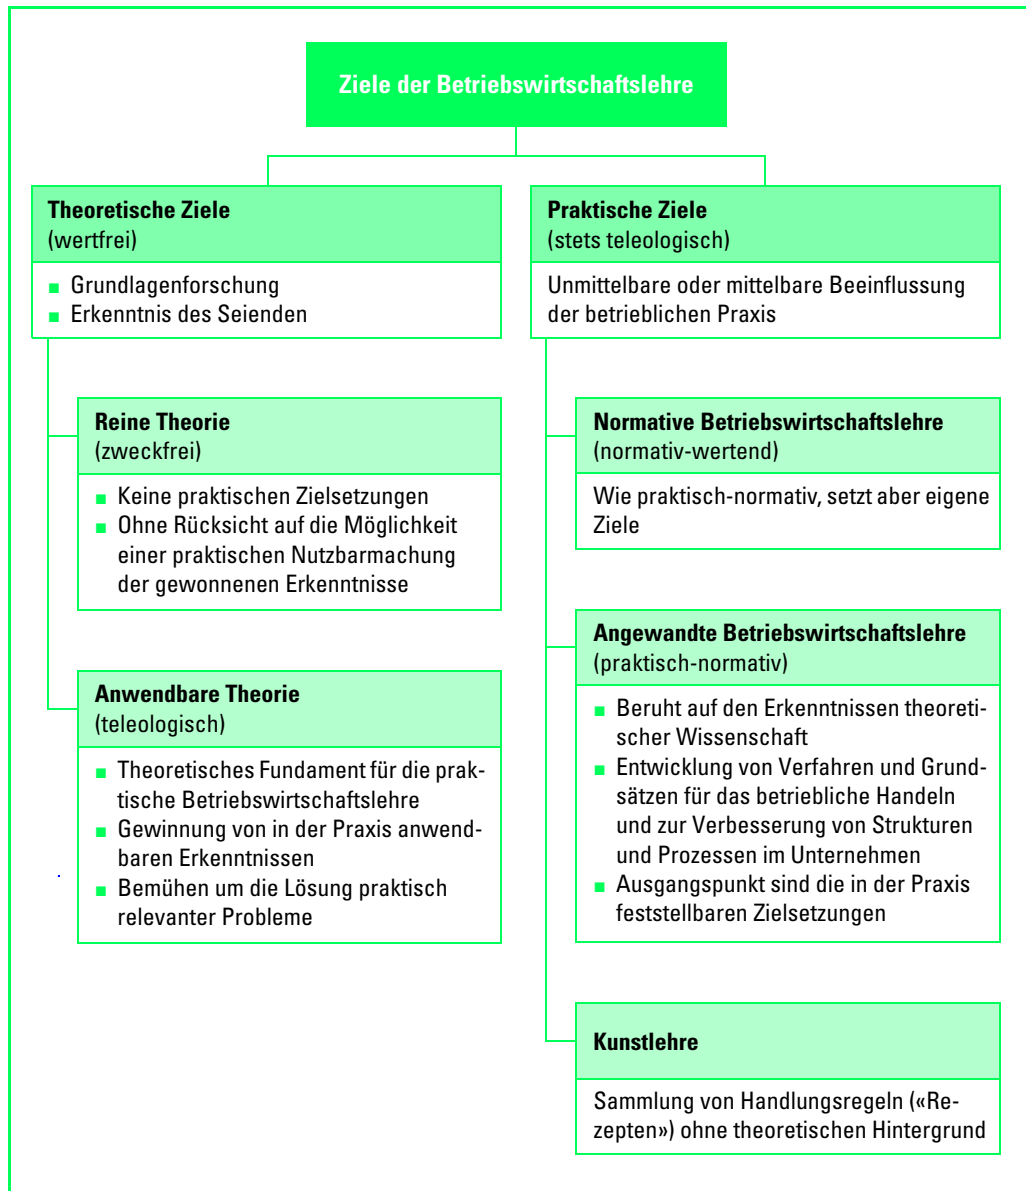 Ziele der Betriebswirtschaftslehre
Theoretische Ziele
(wertfrei)
■ Grundlagenforschung
■ Erkenntnis des Seienden
Reine Theorie
(zweckfrei)
■ Keine praktischen Zielsetzungen
■ Ohne Rücksicht auf die Möglichkeit
einer praktischen Nutzbarmachung
der gewonnenen Erkenntnisse
Anwendbare Theorie
(teleologisch)
■ Theoretisches Fundament für die prak-
tische Betriebswirtschaftslehre
■ Gewinnung von in der Praxis anwend-
baren Erkenntnissen
■ Bemühen um die Lösung praktisch
relevanter Probleme
Praktische Ziele
(stets teleologisch)
Unmittelbare oder mittelbare Beeinflussung
der betrieblichen Praxis
Normative Betriebswirtschaftslehre
(normativ-wertend)
Wie praktisch-normativ, setzt aber eigene
Ziele
Angewandte Betriebswirtschaftslehre
(praktisch-normativ)
■ Beruht auf den Erkenntnissen theoreti-
scher Wissenschaft
■ Entwicklung von Verfahren und Grund-
sätzen für das betriebliche Handeln
und zur Verbesserung von Strukturen
und Prozessen im Unternehmen
■ Ausgangspunkt sind die in der Praxis
feststellbaren Zielsetzungen
Kunstlehre
Sammlung von Handlungsregeln («Re-
zepten») ohne theoretischen Hintergrund